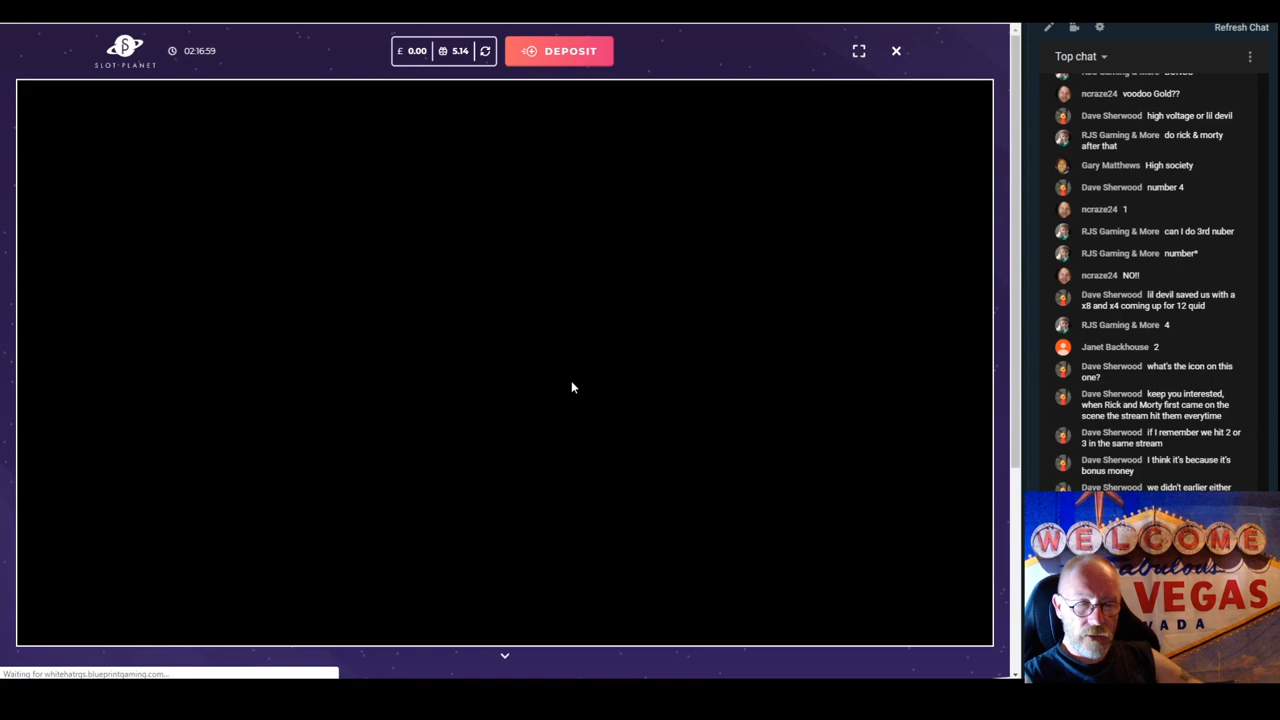 SLOT PLANET
02:16:59
£ 0.00 5.14
DEPOSIT
Waiting for whitehatrgs.blueprintgaming.com...
Refresh Chat
Top chat
ncraze24 voodoo Gold??
Dave Sherwood high voltage or lil devil
RJS Gaming & More do rick & morty
after that
Gary Matthews High society
Dave Sherwood number 4
ncraze24 1
RJS Gaming & More can I do 3rd nuber
RJS Gaming & More number*
ncraze24 NO!!
Dave Sherwood lil devil saved us with a
x8 and x4 coming up for 12 quid
RJS Gaming & More 4
Janet Backhouse 2
Dave Sherwood what's the icon on this
one?
Dave Sherwood keep you interested,
when Rick and Morty first came on the
scene the stream hit them everytime
Dave Sherwood if I remember we hit 2 or
3 in the same stream
Dave Sherwood I think it's because it's
bonus money
Dave Sherwood we didn't earlier either
WELCOME
Fabulous
VEGAS
VADA